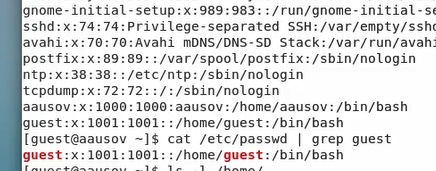 gnome-initial-setup:x:989:983::/run/gnome-initial-se
sshd:x:74:74:Privilege-separated SSH:/var/empty/sshd
avahi:x:70:70:Avahi mDNS/DNS-SD Stack:/var/run/avahi
postfix:x:89:89::/var/spool/postfix:/sbin/nologin
ntp:x:38:38::/etc/ntp:/sbin/nologin
tcpdump:x:72:72::/:/sbin/nologin
aausov:x:1000:1000:aausov:/home/aausov:/bin/bash
guest:x:1001:1001::/home/guest:/bin/bash
[guest@aausov ~]$ cat /etc/passwd | grep guest
guest:x:1001:1001::/home/guest:/bin/bash
[guest@aausov ~]$ ls -l /home/